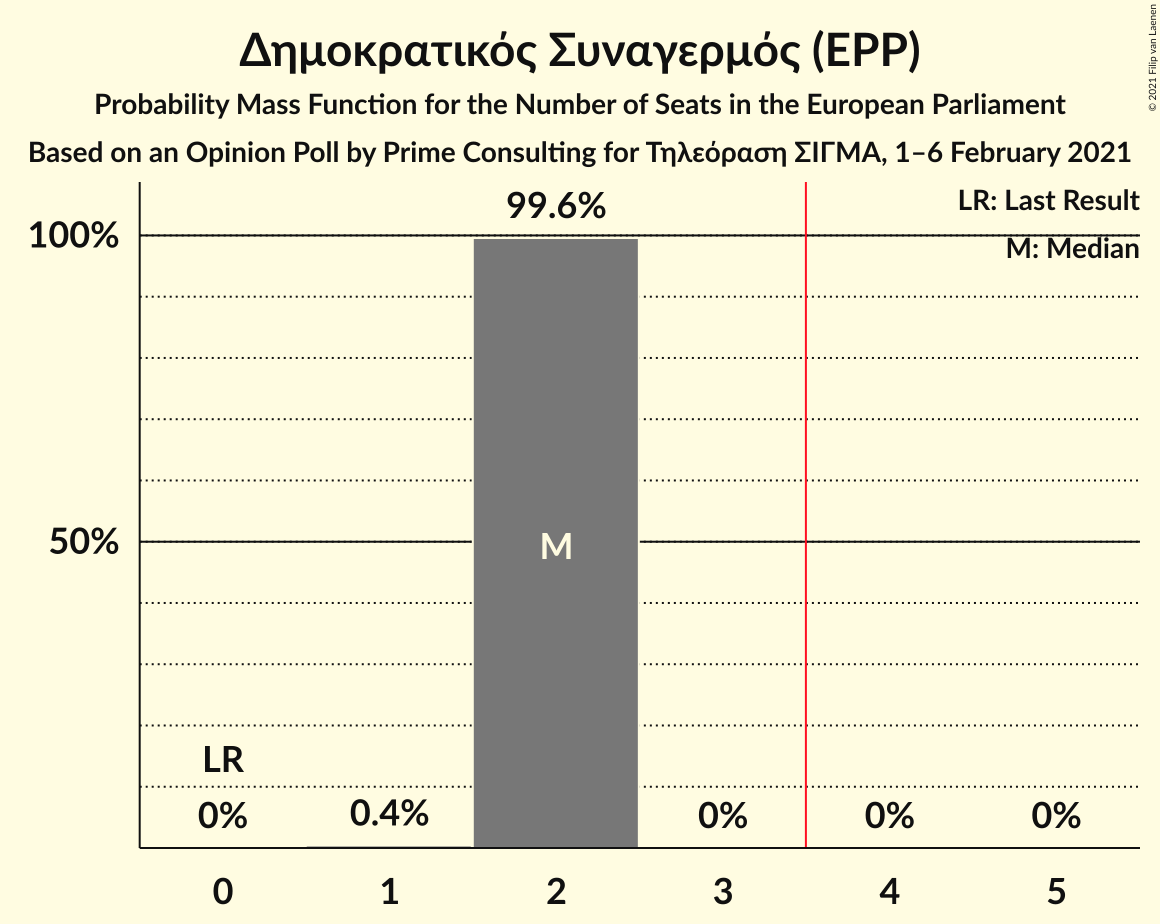 Δημοκρατικός Συναγερμός (EPP)
Probability Mass Function for the Number of Seats in the European Parliament
Based on an Opinion Poll by Prime Consulting for Τηλεόραση ΣΙΓΜΑ, 1–6 February 2021
© 2021 Filip van Laenen
LR: Last Result
M: Median
99.6%
100%
50%
M
LR
0%
0.4%
0%
0%
0%
0
1
2
3
4
5